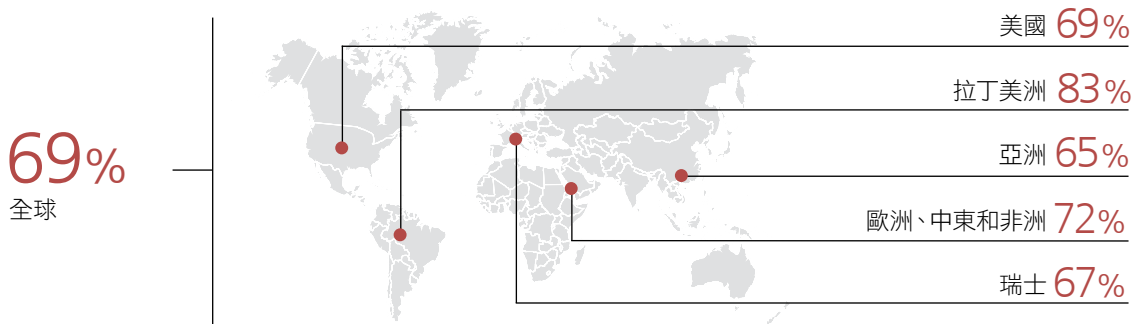 69%
全球
美國 69%
拉丁美洲 83%
亞洲 65%
歐洲、中東和非洲 72%
瑞士 67%